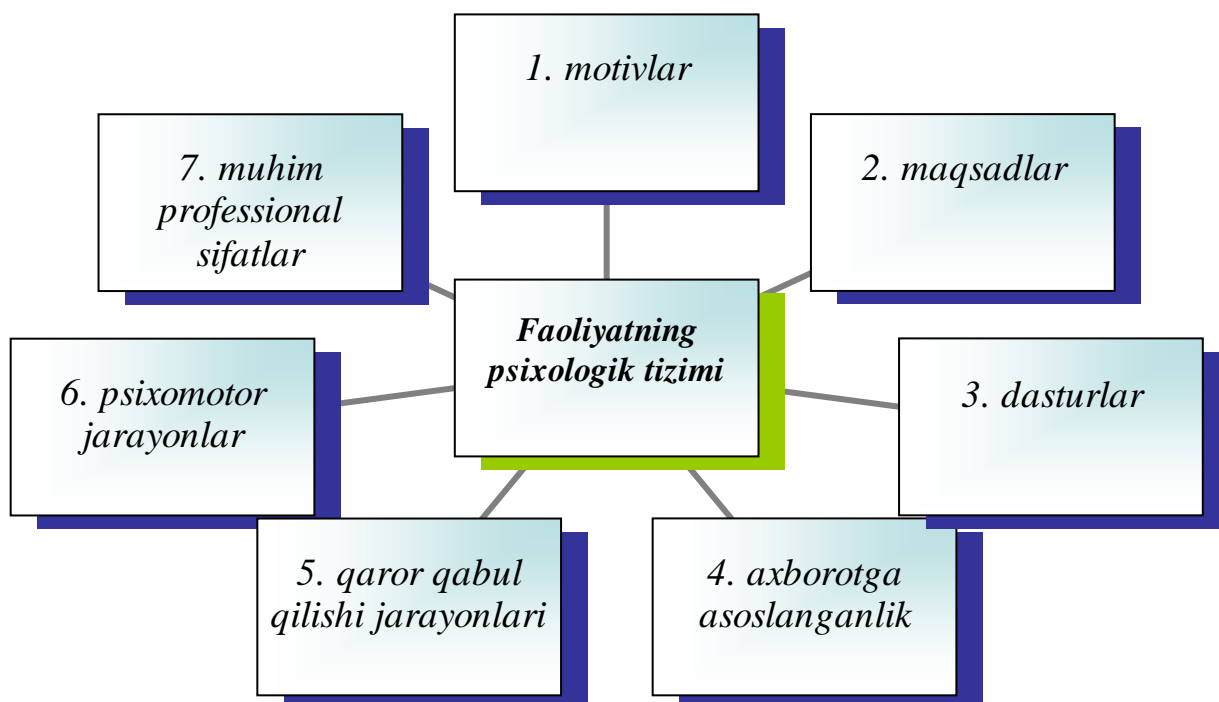 1. motivlar
7. muhim
professional
sifatlar
2. maqsadlar
Faoliyatning
psixologik tizimi
6. psixomotor
jarayonlar
3. dasturlar
5. qaror qabul
qilishi jarayonlari
4. axborotga
asoslanganlik